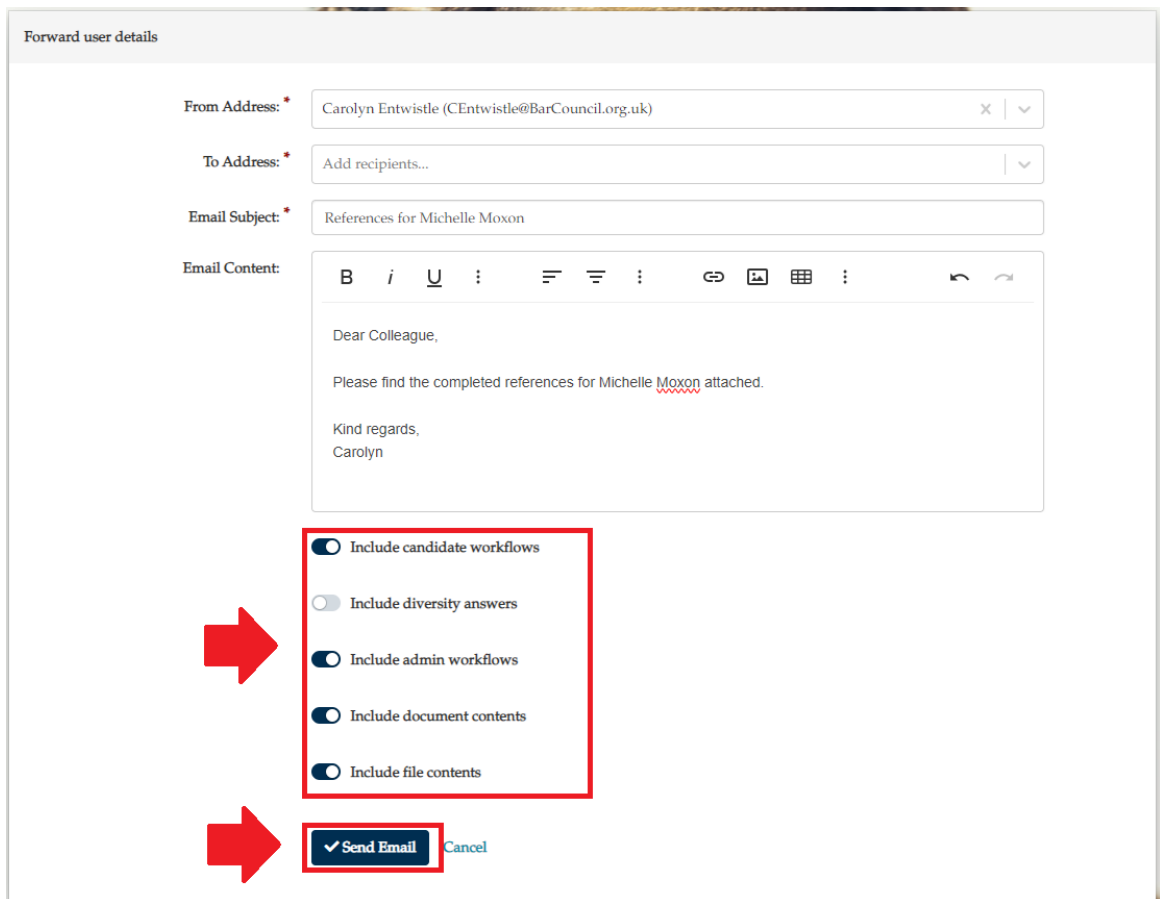 Forward user details
From Address: *
Carolyn Entwistle (CEntwistle@BarCouncil.org.uk)
To Address: *
Add recipients...
Email Subject: *
References for Michelle Moxon
Email Content:
B i U
Dear Colleague,
Please find the completed references for Michelle Moxon attached.
Kind regards,
Carolyn
Include candidate workflows
Include diversity answers
Include admin workflows
Include document contents
Include file contents
Send Email Cancel